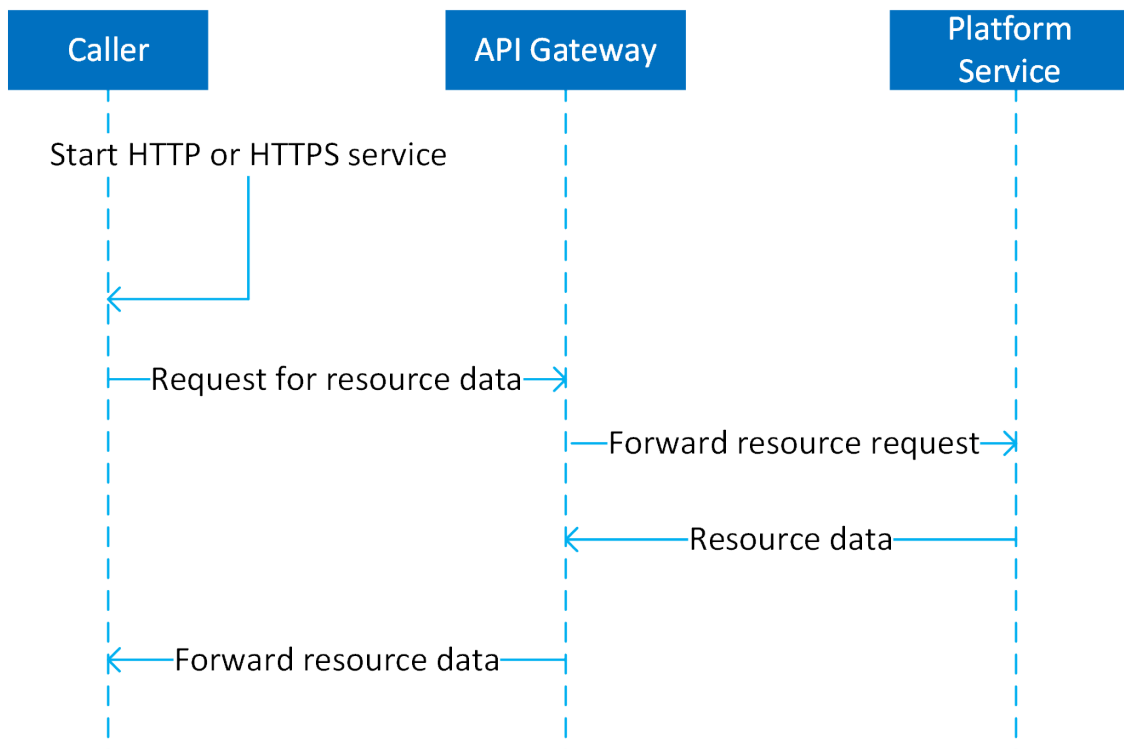 Caller
API Gateway
Platform
Service
Start HTTP or HTTPS service
Request for resource data
Forward resource request
Resource data
Forward resource data